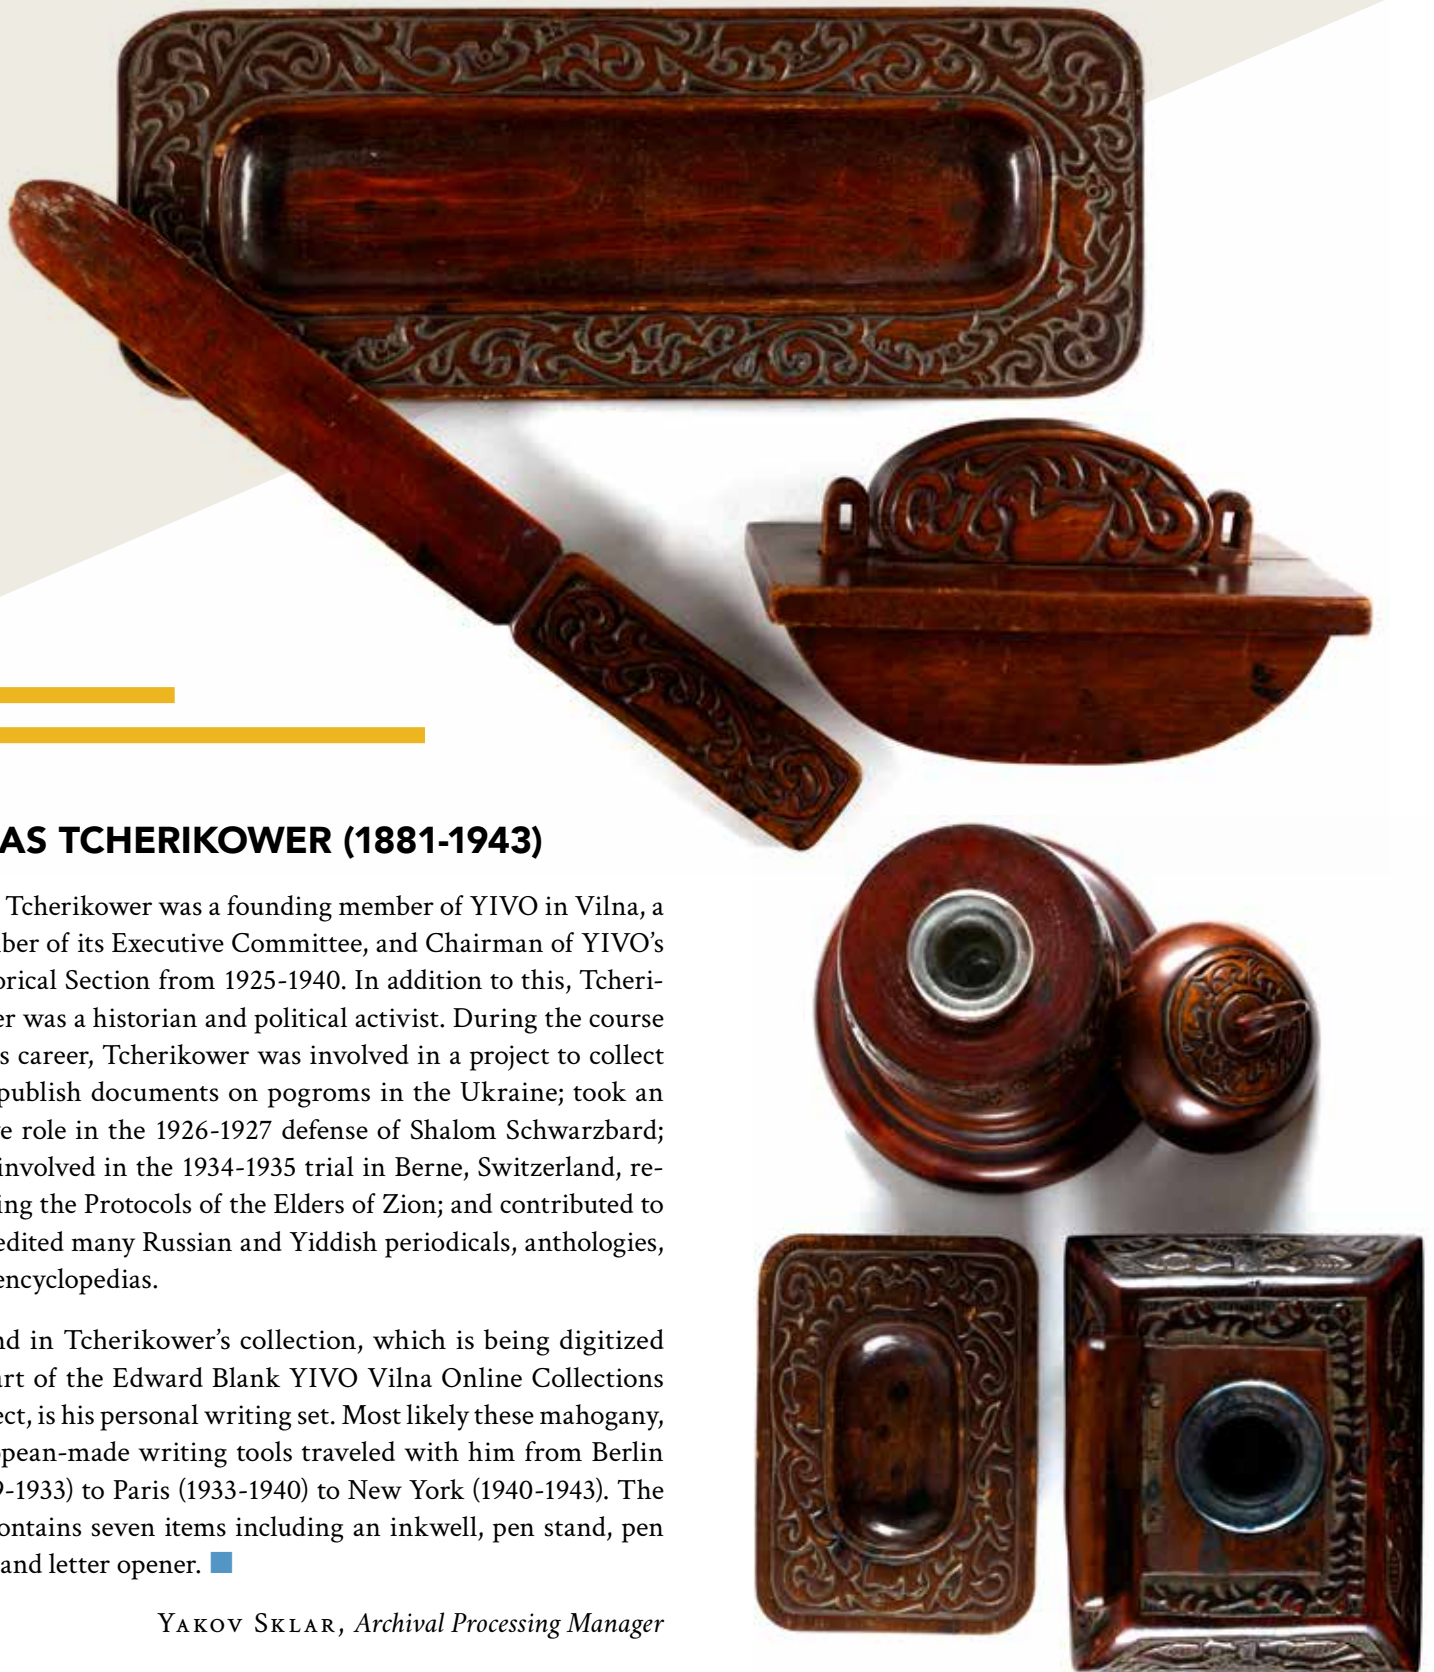 AS TCHERIKOWER (1881-1943)
Tcherikower was a founding member of YIVO in Vilna, a
ber of its Executive Committee, and Chairman of YIVO’s
orical Section from 1925-1940. In addition to this, Tcheri-
er was a historian and political activist. During the course
s career, Tcherikower was involved in a project to collect
publish documents on pogroms in the Ukraine; took an
e role in the 1926-1927 defense of Shalom Schwarzbard;
involved in the 1934-1935 trial in Berne, Switzerland, re-
ing the Protocols of the Elders of Zion; and contributed to
edited many Russian and Yiddish periodicals, anthologies,
encyclopedias.
nd in Tcherikower’s collection, which is being digitized
art of the Edward Blank YIVO Vilna Online Collections
ect, is his personal writing set. Most likely these mahogany,
opean-made writing tools traveled with him from Berlin
9-1933) to Paris (1933-1940) to New York (1940-1943). The
ontains seven items including an inkwell, pen stand, pen
and letter opener.
Yakov Sklar, Archival Processing Manager